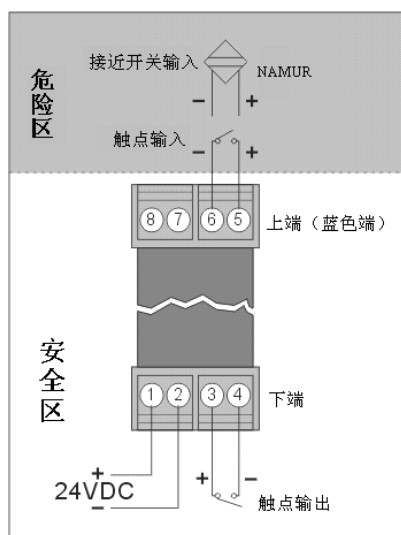 接近开关输入
NAMUR
危险区
- +
触点输入
- +
8 7 6 5
上端（蓝色端）
安全区
1 2 3 4
下端
+
24VDC
-
+ -
触点输出